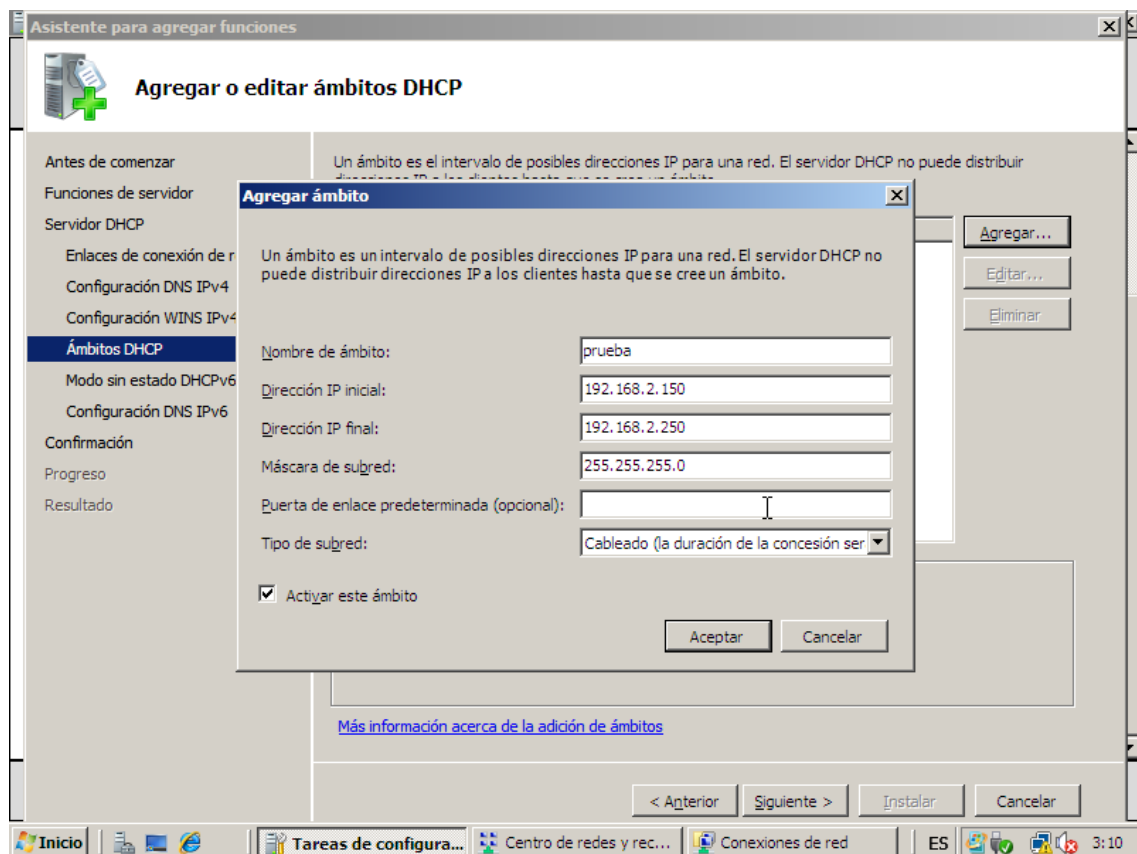 Asistente para agregar funciones
Agregar o editar ámbitos DHCP
Antes de comenzar
Funciones de servidor
Servidor DHCP
Enlaces de conexión de r
Configuración DNS IPv4
Configuración WINS IPv4
Ámbitos DHCP
Modo sin estado DHCPv6
Configuración DNS IPv6
Confirmación
Progreso
Resultado
Un ámbito es el intervalo de posibles direcciones IP para una red. El servidor DHCP no puede distribuir
Agregar...
Editar...
Eliminar
Agregar ámbito
Un ámbito es un intervalo de posibles direcciones IP para una red. El servidor DHCP no
puede distribuir direcciones IP a los clientes hasta que se cree un ámbito.
Nombre de ámbito: prueba
Dirección IP inicial: 192.168.2.150
Dirección IP final: 192.168.2.250
Máscara de subred: 255.255.255.0
Puerta de enlace predeterminada (opcional):
Tipo de subred: Cableado (la duración de la concesión ser
Activar este ámbito
Aceptar Cancelar
Más información acerca de la adición de ámbitos
< Anterior Siguiente > Instalar Cancelar
Inicio Tareas de configura... Centro de redes y rec... Conexiones de red ES 3:10